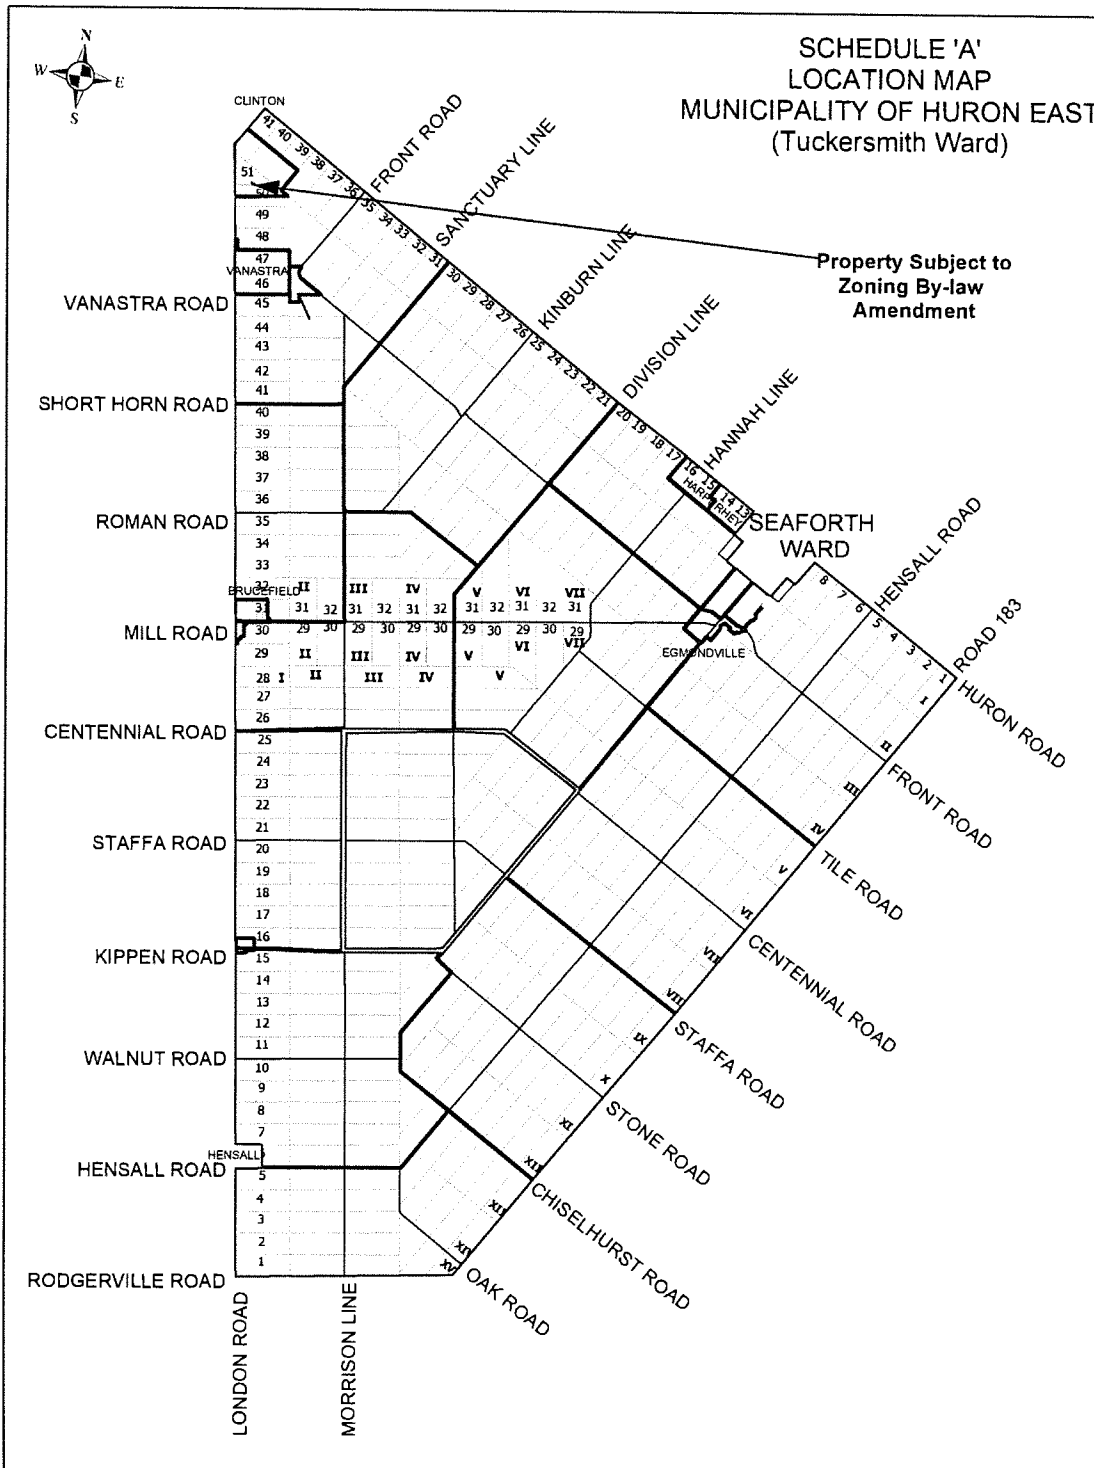 N
W
E
S
SCHEDULE 'A'
LOCATION MAP
MUNICIPALITY OF HURON EAST
(Tuckersmith Ward)
CLINTON
41 40 39 38 37 36 35 34 33 32 31 30 29 28 27 26 25 24 23 22 21 20 19 18 17 16 15 14 13
FRONT ROAD
SANCTUARY LINE
KINBURN LINE
DIVISION LINE
HANNAH LINE
Property Subject to
Zoning By-law
Amendment
51
50
49
48
47
VANASTRA
46
VANASTRA ROAD
45
44
43
42
41
SHORT HORN ROAD
40
39
38
37
36
ROMAN ROAD
35
34
33
32
HARP RHEY
SEAFORTH
WARD
8 7 6 5 4 3 2 1
HENSALL ROAD
ROAD 183
HURON ROAD
II III IV V VI VII
BRUCEFIELD
31 31 32 31 32 31 32 31 32 31 32 31
MILL ROAD
30 29 30 29 30 29 30 29 30 29 30 29
EGMONDVILLE
29 II III IV V VI VII
28 I II III IV V
27
26
CENTENNIAL ROAD
25
24
23
22
21
STAFFA ROAD
20
19
18
17
16
KIPPEN ROAD
15
14
13
12
11
WALNUT ROAD
10
9
8
7
HENSALL
HENSALL ROAD
5
4
3
2
1
RODGERVILLE ROAD
I
II
FRONT ROAD
III
IV
TILE ROAD
V
VI
CENTENNIAL ROAD
VII
VII
STAFFA ROAD
IX
X
STONE ROAD
XI
XII
CHISELHURST ROAD
XII
XIV
XV
OAK ROAD
LONDON ROAD
MORRISON LINE